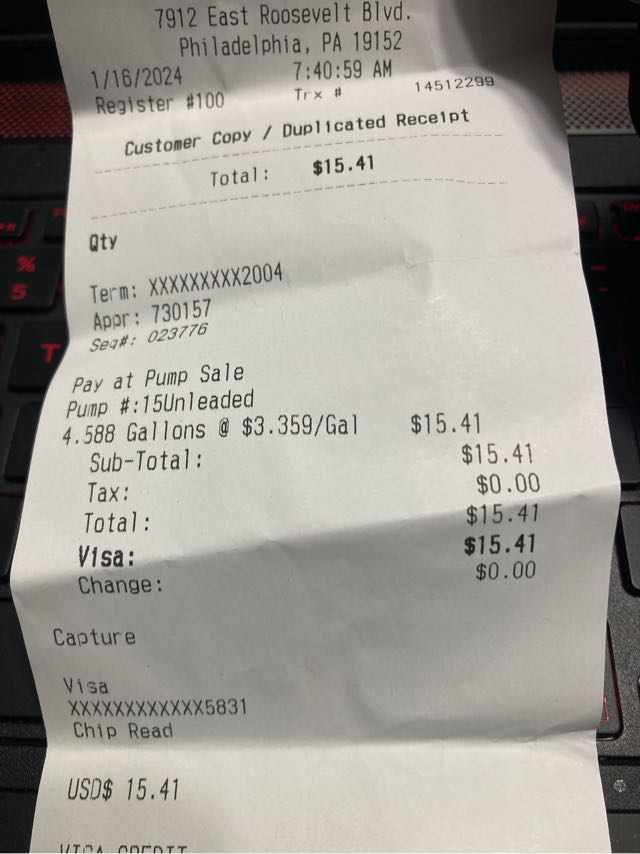 7912 East Roosevelt Blvd.
Philadelphia, PA 19152
1/16/2024 7:40:59 AM
Register #100 Trx # 14512299
Customer Copy / Duplicated Receipt
Total: $15.41
Qty
Term: XXXXXXXXX2004
Appr: 730157
Seq#: 023776
Pay at Pump Sale
Pump #:15Unleaded
4.588 Gallons @ $3.359/Gal $15.41
Sub-Total: $15.41
Tax: $0.00
Total: $15.41
Visa: $15.41
Change: $0.00
Capture
Visa
XXXXXXXXXXXX5831
Chip Read
USD$ 15.41
VISA CREDIT
%
5
T